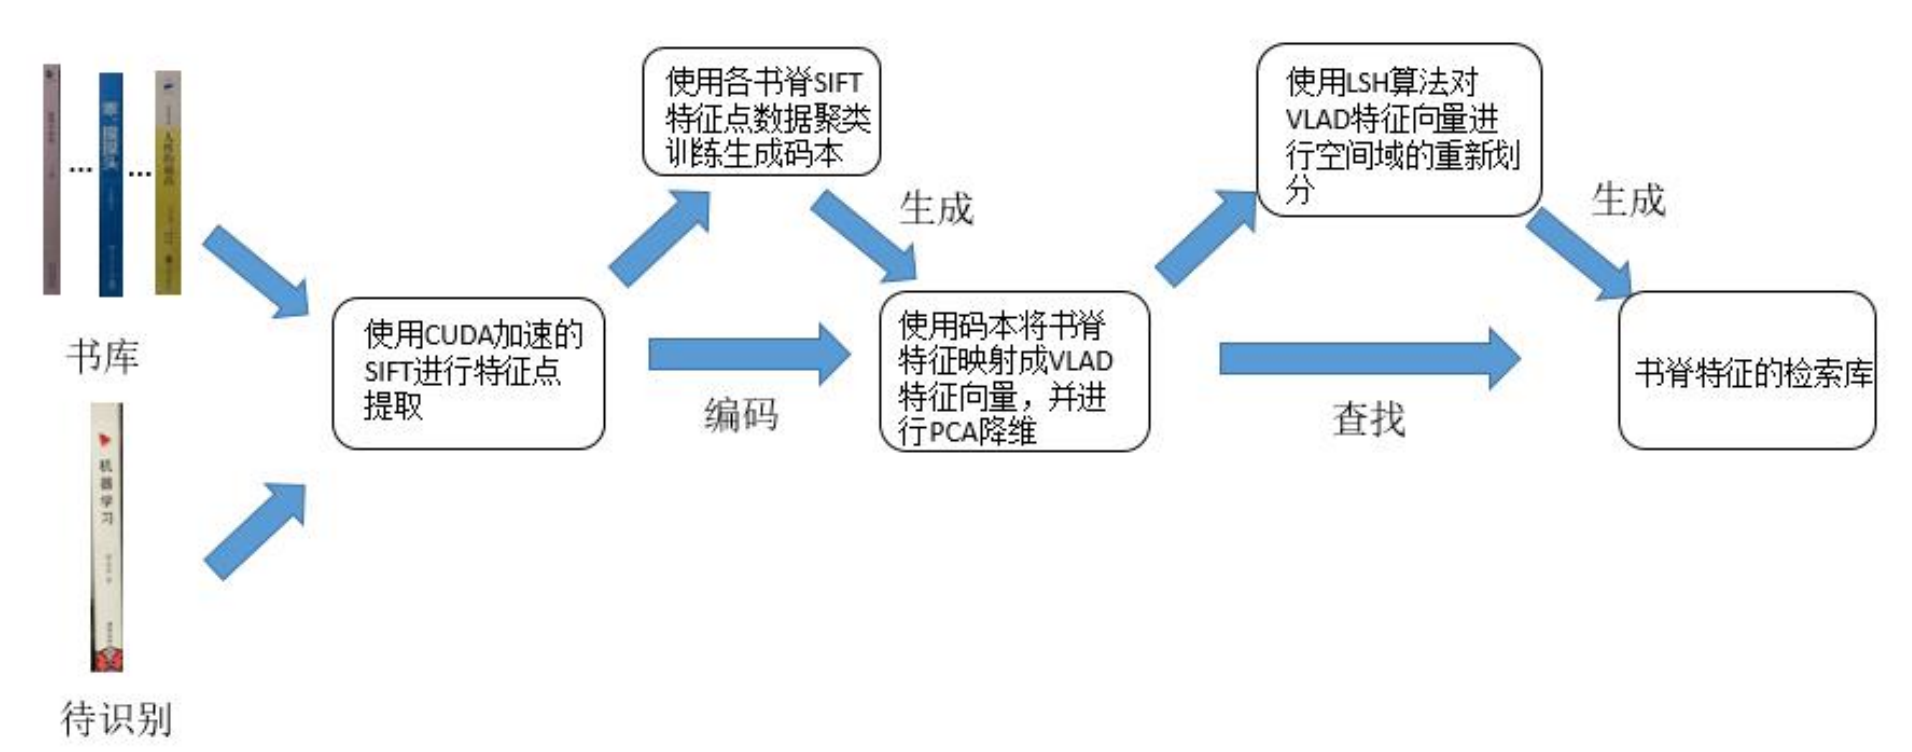 使用各书脊SIFT
特征点数据聚类
训练生成码本
使用LSH算法对
VLAD特征向量进
行空间域的重新划
分
生成
生成
书库
使用CUDA加速的
SIFT进行特征点
提取
编码
使用码本将书脊
特征映射成VLAD
特征向量，并进
行PCA降维
查找
书脊特征的检索库
机器学习
待识别